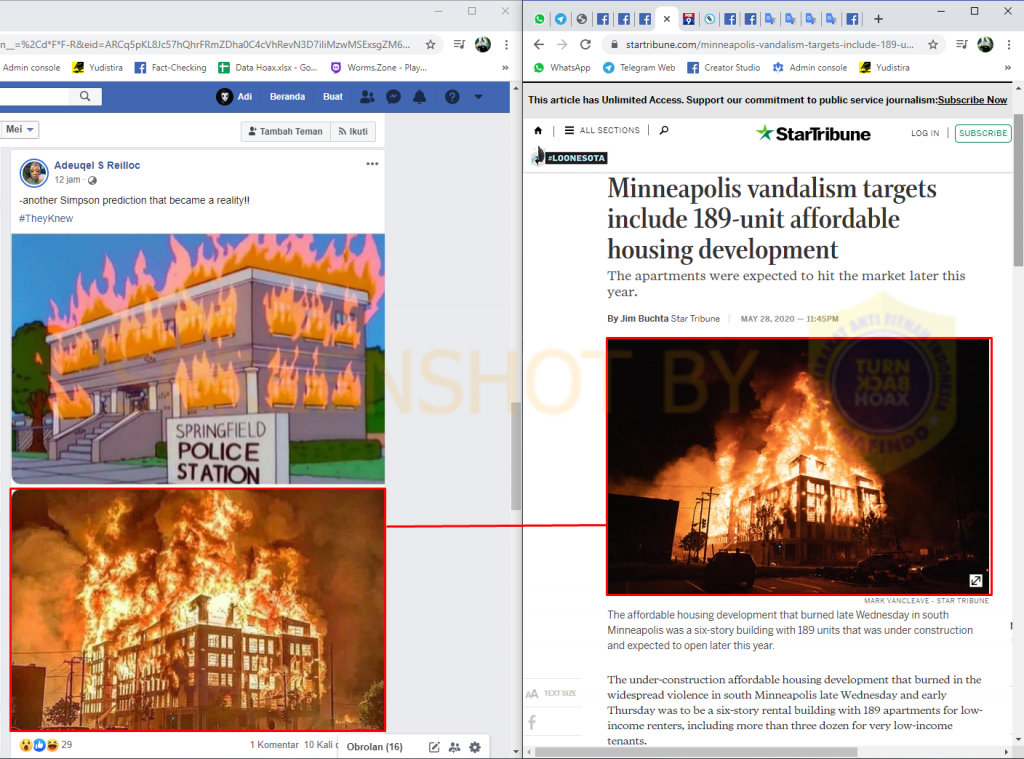 n__=%2Cd*F*F-R&eid=ARCq5pKL8Jc57hQhrFRmZDha0C4cVhRevN3D7iliMzwMSExsgZM6...
Admin console
Yudistira
Fact-Checking
Data Hoax.xlsx - Go...
Worms.Zone - Play...
»
Adi
Beranda
Buat
Mei
Tambah Teman
Ikuti
Adeuqel S Reilloc
12 jam
-another Simpson prediction that became a reality!!
#TheyKnew
SPRINGFIELD
POLICE
STATION
29
1 Komentar
10 Kali
Obrolan (16)
startribune.com/minneapolis-vandalism-targets-include-189-u...
WhatsApp
Telegram Web
Creator Studio
Admin console
Yudistira
»
This article has Unlimited Access. Support our commitment to public service journalism:Subscribe Now
ALL SECTIONS
StarTribune
LOG IN
SUBSCRIBE
#LOONESOTA
Minneapolis vandalism targets
include 189-unit affordable
housing development
The apartments were expected to hit the market later this
year.
By Jim Buchta Star Tribune
MAY 28, 2020 — 11:45PM
TURN
BACK
HOAX
MARK VANCLEAVE - STAR TRIBUNE
The affordable housing development that burned late Wednesday in south
Minneapolis was a six-story building with 189 units that was under construction
and expected to open later this year.
AA TEXT SIZE
The under-construction affordable housing development that burned in the
widespread violence in south Minneapolis late Wednesday and early
Thursday was to be a six-story rental building with 189 apartments for low-
income renters, including more than three dozen for very low-income
tenants.